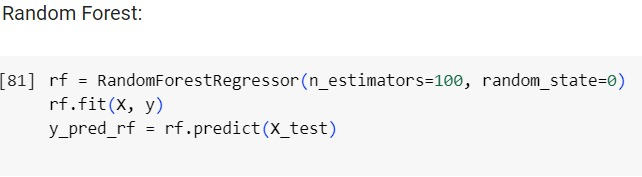 Random Forest:
[81] rf = RandomForestRegressor(n_estimators=100, random_state=0)
rf.fit(X, y)
y_pred_rf = rf.predict(X_test)